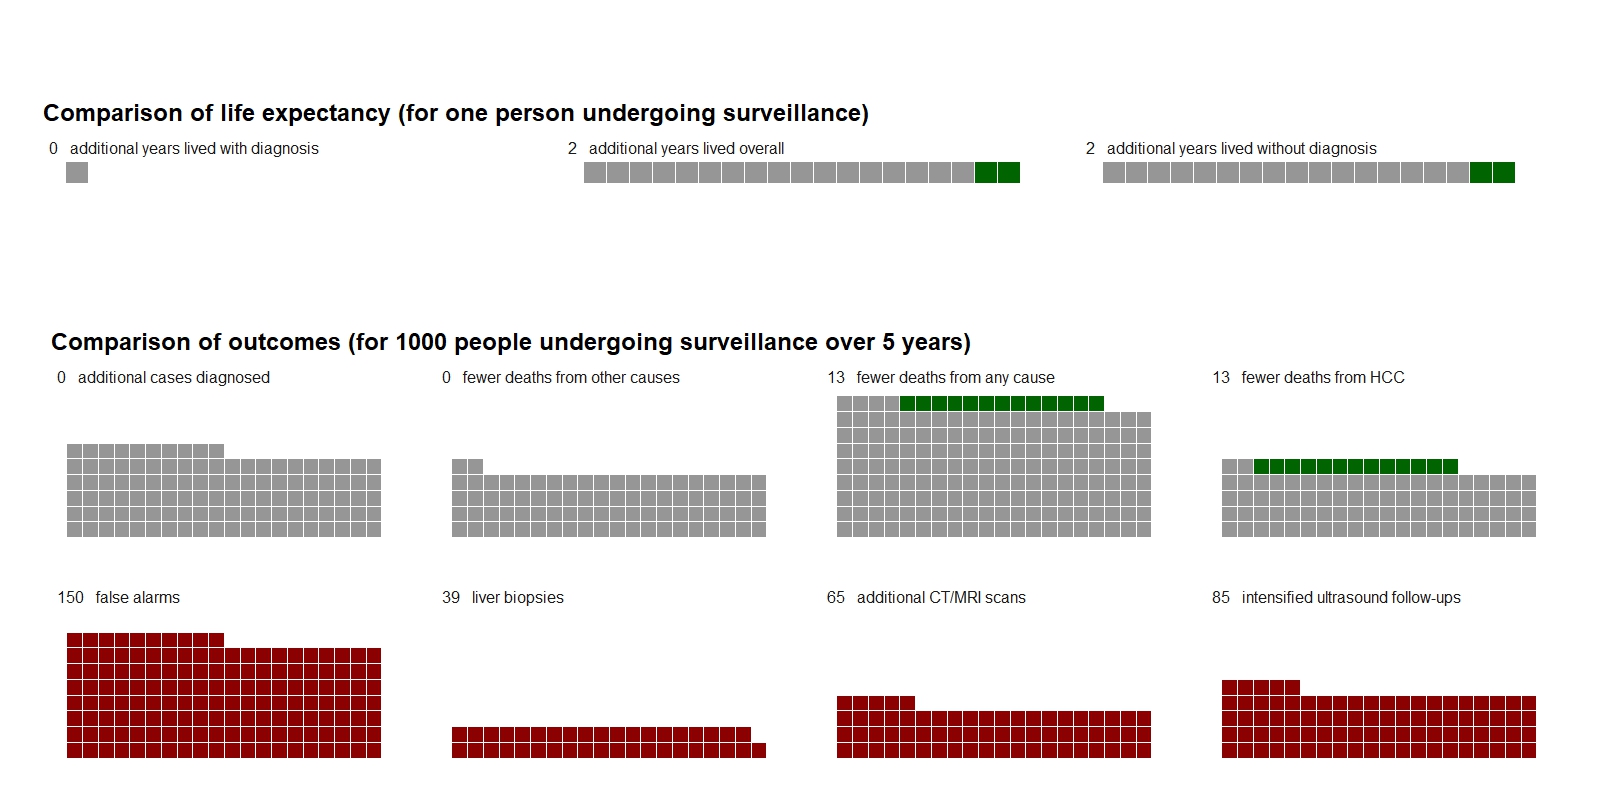 Comparison of life expectancy (for one person undergoing surveillance)
0 additional years lived with diagnosis
2 additional years lived overall
2 additional years lived without diagnosis
Comparison of outcomes (for 1000 people undergoing surveillance over 5 years)
0 additional cases diagnosed
0 fewer deaths from other causes
13 fewer deaths from any cause
13 fewer deaths from HCC
150 false alarms
39 liver biopsies
65 additional CT/MRI scans
85 intensified ultrasound follow-ups